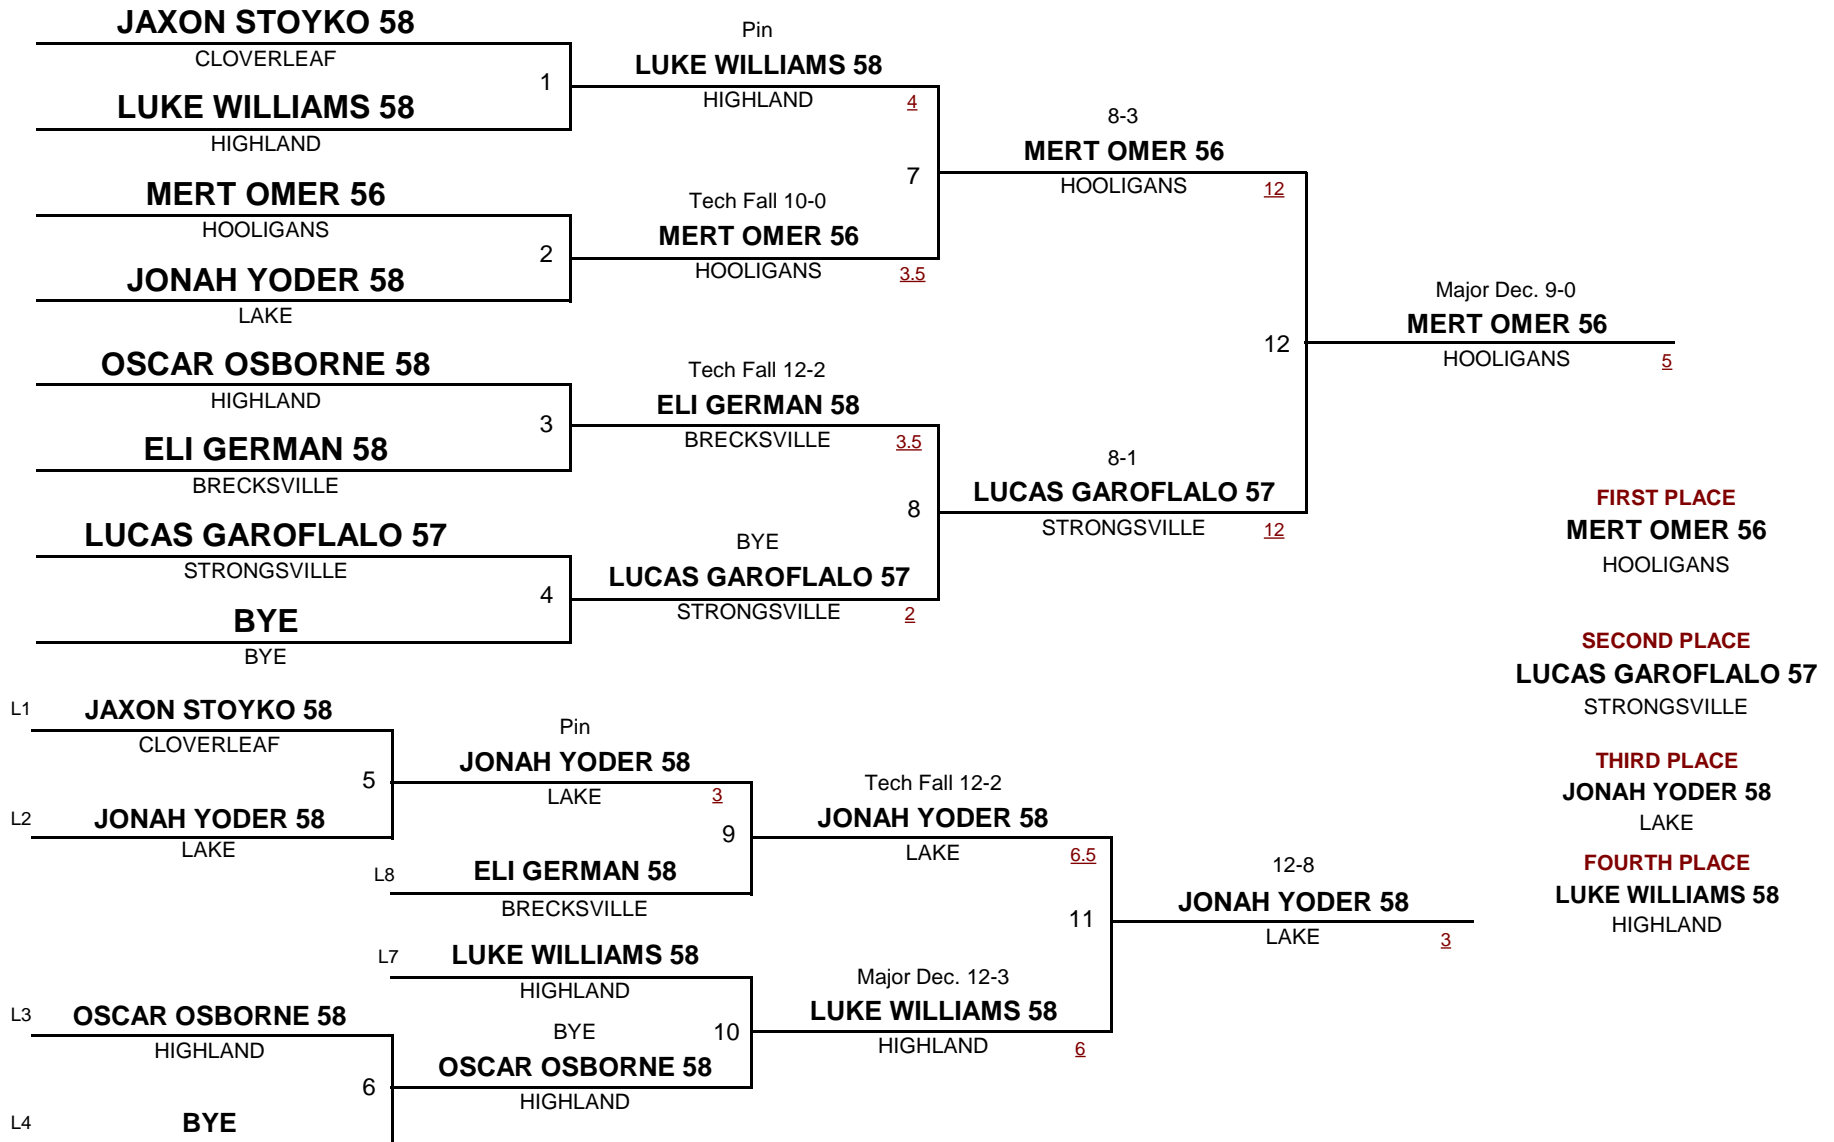 JAXON STOYKO 58
CLOVERLEAF
1
LUKE WILLIAMS 58
HIGHLAND
MERT OMER 56
HOOLIGANS
2
JONAH YODER 58
LAKE
OSCAR OSBORNE 58
HIGHLAND
3
ELI GERMAN 58
BRECKSVILLE
LUCAS GAROFLALO 57
STRONGSVILLE
4
BYE
BYE
Pin
LUKE WILLIAMS 58
HIGHLAND 4
7
Tech Fall 10-0
MERT OMER 56
HOOLIGANS 3.5
Tech Fall 12-2
ELI GERMAN 58
BRECKSVILLE 3.5
8
BYE
LUCAS GAROFLALO 57
STRONGSVILLE 2
8-3
MERT OMER 56
HOOLIGANS 12
12
8-1
LUCAS GAROFLALO 57
STRONGSVILLE 12
Major Dec. 9-0
MERT OMER 56
HOOLIGANS 5
FIRST PLACE
MERT OMER 56
HOOLIGANS
SECOND PLACE
LUCAS GAROFLALO 57
STRONGSVILLE
THIRD PLACE
JONAH YODER 58
LAKE
FOURTH PLACE
LUKE WILLIAMS 58
HIGHLAND
L1 JAXON STOYKO 58
CLOVERLEAF
5
L2 JONAH YODER 58
LAKE
L3 OSCAR OSBORNE 58
HIGHLAND
6
L4 BYE
Pin
JONAH YODER 58
LAKE 3
9
L8 ELI GERMAN 58
BRECKSVILLE
L7 LUKE WILLIAMS 58
HIGHLAND
BYE 10
OSCAR OSBORNE 58
HIGHLAND
Tech Fall 12-2
JONAH YODER 58
LAKE 6.5
11
Major Dec. 12-3
LUKE WILLIAMS 58
HIGHLAND 6
12-8
JONAH YODER 58
LAKE 3